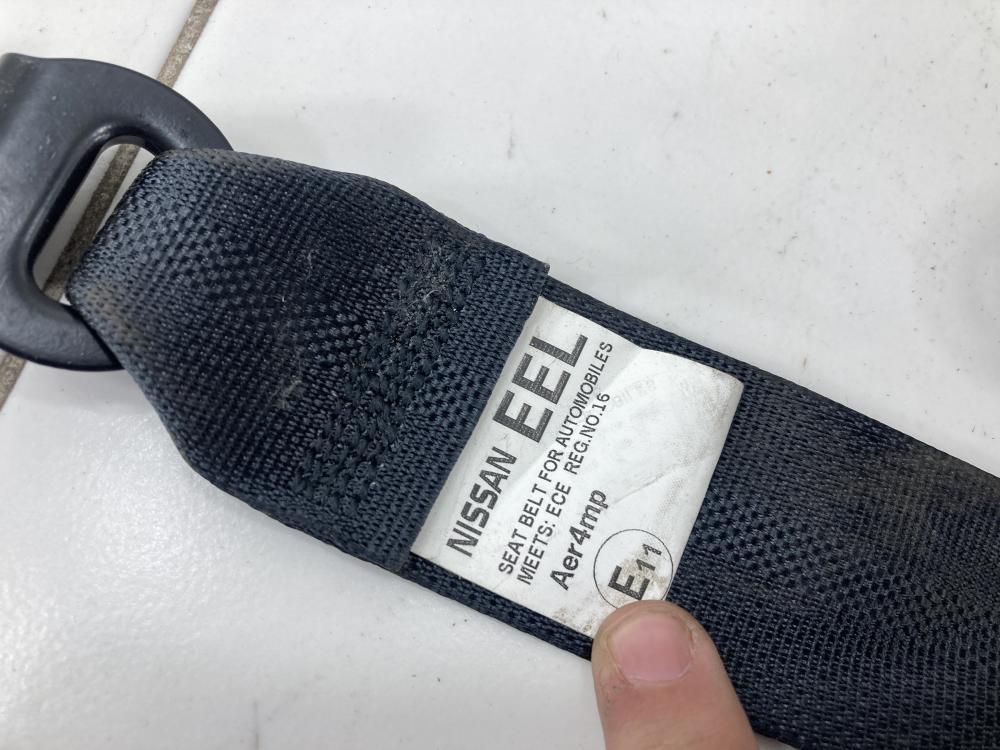 NISSAN EEL
SEAT BELT FOR AUTOMOBILES
MEETS: ECE REG.NO.16
Aer4mp
E11